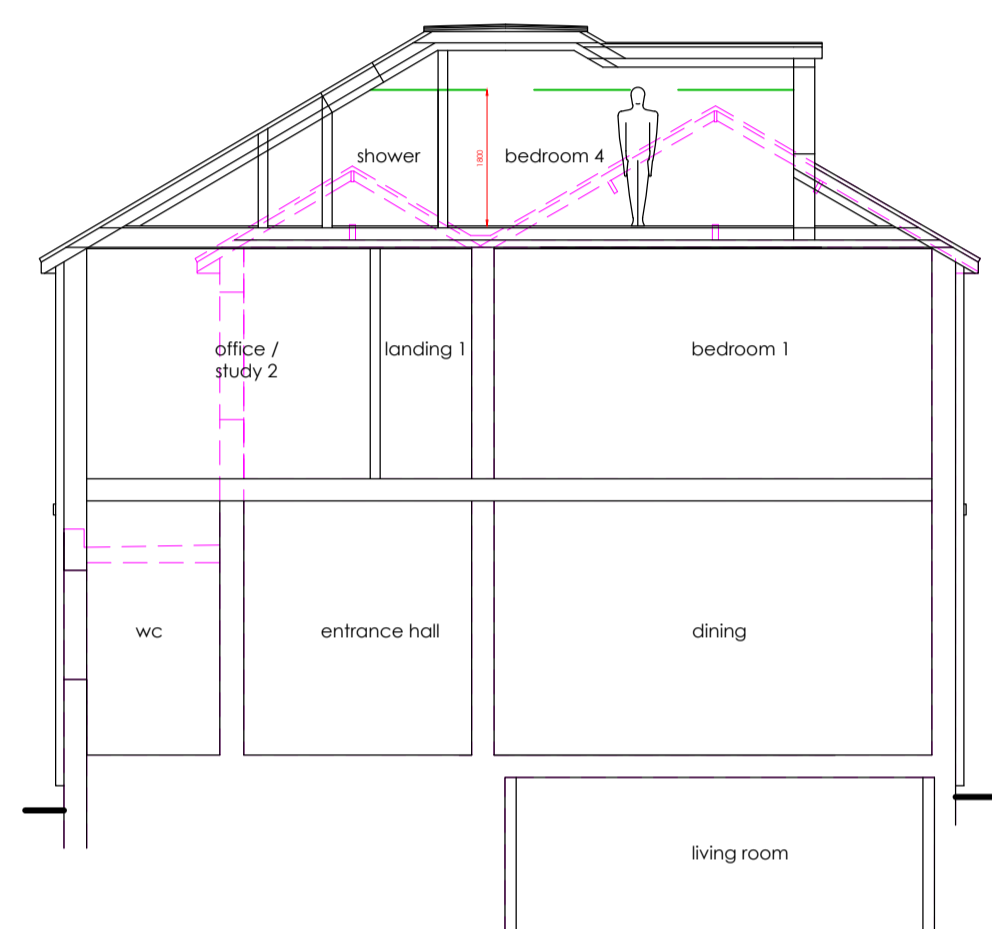 shower
1800
bedroom 4
office /
study 2
landing 1
bedroom 1
wc
entrance hall
dining
living room